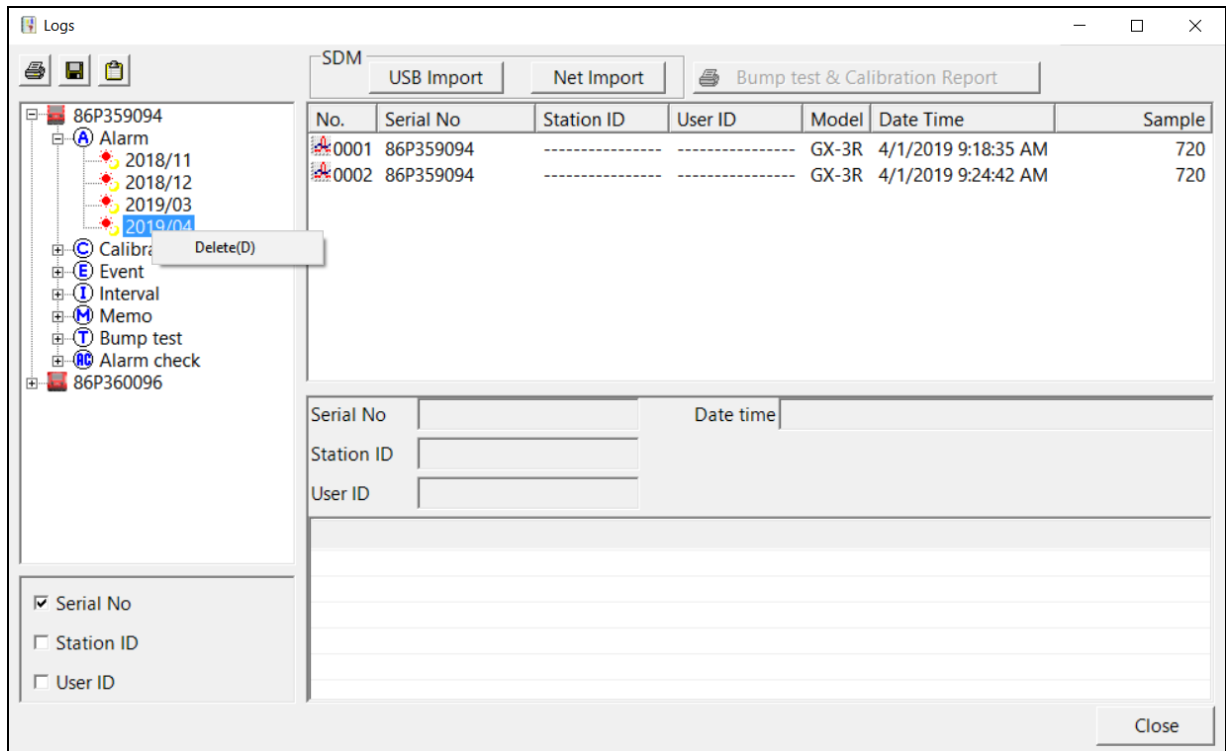 Logs
SDM
USB Import
Net Import
Bump test & Calibration Report
86P359094
A Alarm
2018/11
2018/12
2019/03
2019/04
Delete(D)
C Calibra
E Event
I Interval
M Memo
T Bump test
AC Alarm check
86P360096
No. Serial No Station ID User ID Model Date Time Sample
0001 86P359094 ---------------- ---------------- GX-3R 4/1/2019 9:18:35 AM 720
0002 86P359094 ---------------- ---------------- GX-3R 4/1/2019 9:24:42 AM 720
Serial No Date time
Station ID
User ID
Serial No
Station ID
User ID
Close